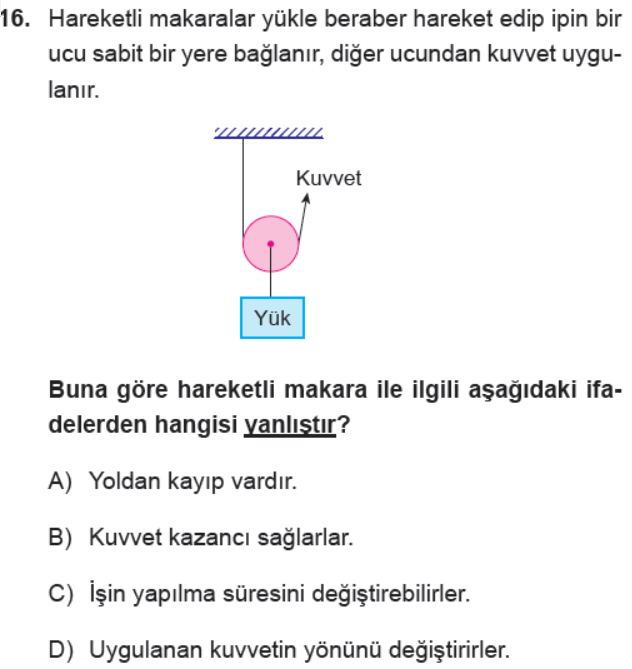 16. Hareketli makaralar yükle beraber hareket edip ipin bir
ucu sabit bir yere bağlanır, diğer ucundan kuvvet uygu-
lanır.
Kuvvet
Yük
Buna göre hareketli makara ile ilgili aşağıdaki ifa-
delerden hangisi yanlıştır?
A) Yoldan kayıp vardır.
B) Kuvvet kazancı sağlarlar.
C) İşin yapılma süresini değiştirebilirler.
D) Uygulanan kuvvetin yönünü değiştirirler.